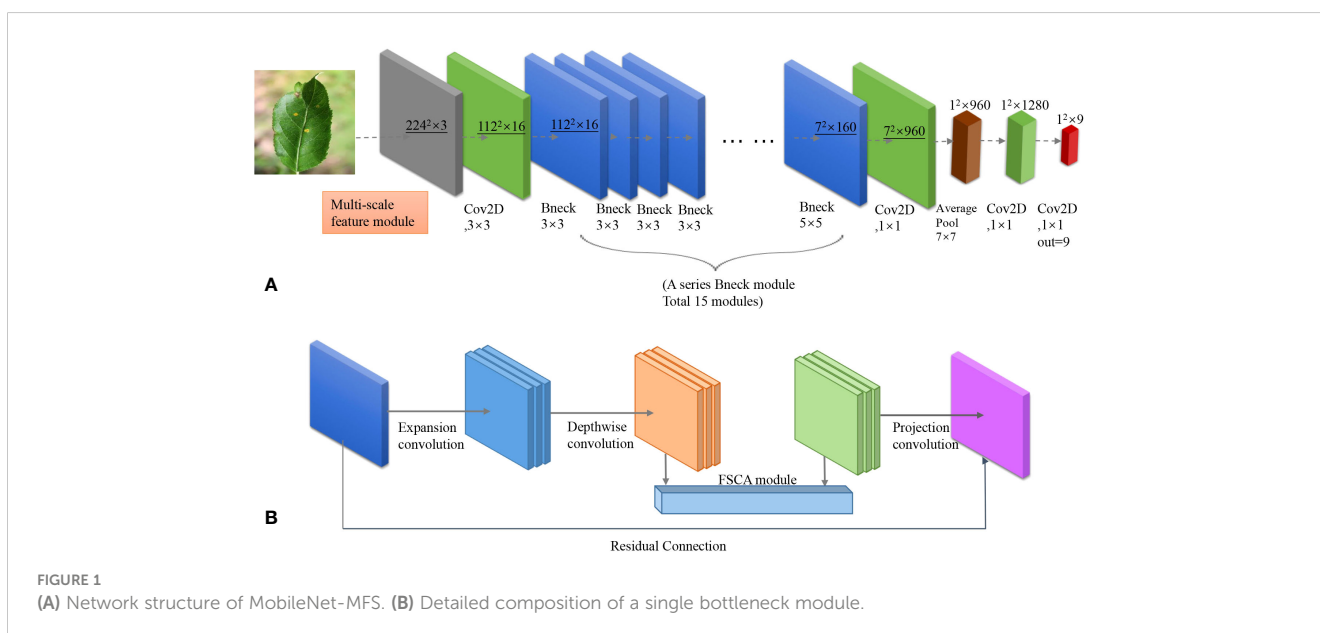 224²×3
112²×16
112²×16
7²×160
7²×960
1²×960
1²×1280
1²×9
... ...
Multi-scale
feature module
Cov2D
,3×3
Bneck
3×3
Bneck
3×3
Bneck
3×3
Bneck
3×3
Bneck
5×5
Cov2D
,1×1
Average
Pool
7×7
Cov2D
,1×1
Cov2D
,1×1
out=9
A
(A series Bneck module
Total 15 modules)
Expansion
convolution
Depthwise
convolution
Projection
convolution
FSCA module
B
Residual Connection
FIGURE 1
(A) Network structure of MobileNet-MFS. (B) Detailed composition of a single bottleneck module.